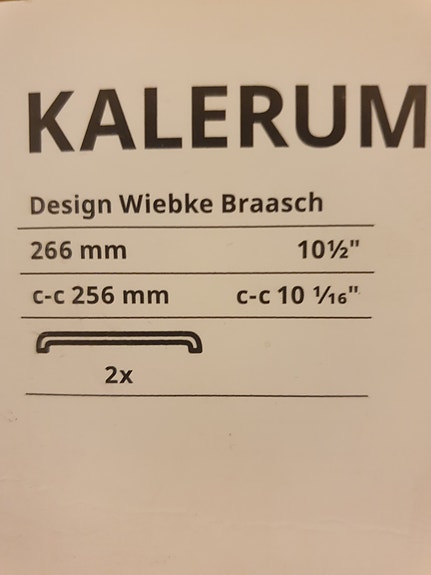 KALERUM
Design Wiebke Braasch
266 mm 10½"
c-c 256 mm c-c 10 ¹⁄₁₆"
2x